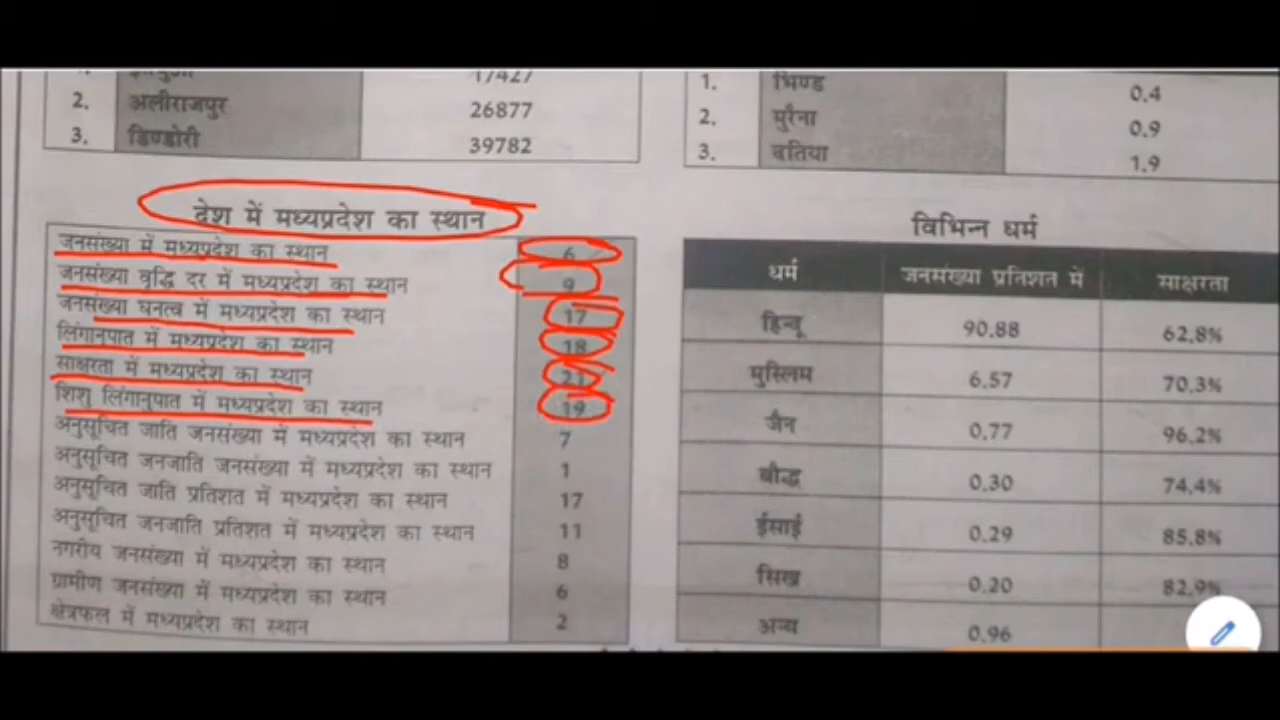 17427
2. अलीराजपुर 26877
3. डिण्डोरी 39782
1. भिण्ड 0.4
2. मुरैना 0.9
3. दतिया 1.9
देश में मध्यप्रदेश का स्थान
जनसंख्या में मध्यप्रदेश का स्थान 6
जनसंख्या वृद्धि दर में मध्यप्रदेश का स्थान 9
जनसंख्या घनत्व में मध्यप्रदेश का स्थान 17
लिंगानुपात में मध्यप्रदेश का स्थान 18
साक्षरता में मध्यप्रदेश का स्थान
शिशु लिंगानुपात में मध्यप्रदेश का स्थान 19
अनुसूचित जाति जनसंख्या में मध्यप्रदेश का स्थान 7
अनुसूचित जनजाति जनसंख्या में मध्यप्रदेश का स्थान 1
अनुसूचित जाति प्रतिशत में मध्यप्रदेश का स्थान 17
अनुसूचित जनजाति प्रतिशत में मध्यप्रदेश का स्थान 11
नगरीय जनसंख्या में मध्यप्रदेश का स्थान 8
ग्रामीण जनसंख्या में मध्यप्रदेश का स्थान 6
क्षेत्रफल में मध्यप्रदेश का स्थान 2
विभिन्न धर्म
धर्म जनसंख्या प्रतिशत में साक्षरता
हिन्दू 90.88 62.8%
मुस्लिम 6.57 70.3%
जैन 0.77 96.2%
बौद्ध 0.30 74.4%
ईसाई 0.29 85.8%
सिख 0.20 82.9%
अन्य 0.96